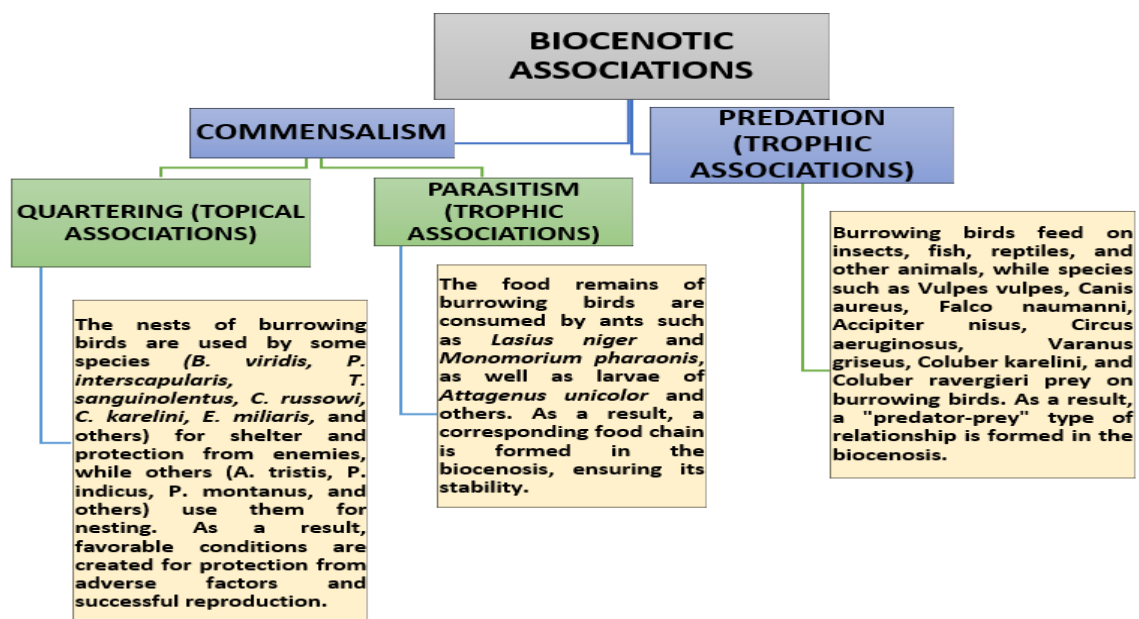 BIOCENOTIC
ASSOCIATIONS
COMMENSALISM
PREDATION
(TROPHIC
ASSOCIATIONS)
QUARTERING (TOPICAL
ASSOCIATIONS)
PARASITISM
(TROPHIC
ASSOCIATIONS)
The nests of burrowing
birds are used by some
species (B. viridis, P.
interscapularis, T.
sanguinolentus, C. russowi,
C. karelini, E. miliaris, and
others) for shelter and
protection from enemies,
while others (A. tristis, P.
indicus, P. montanus, and
others) use them for
nesting. As a result,
favorable conditions are
created for protection from
adverse factors and
successful reproduction.
The food remains of
burrowing birds are
consumed by ants such
as Lasius niger and
Monomorium pharaonis,
as well as larvae of
Attagenus unicolor and
others. As a result, a
corresponding food chain
is formed in the
biocenosis, ensuring its
stability.
Burrowing birds feed on
insects, fish, reptiles, and
other animals, while species
such as Vulpes vulpes, Canis
aureus, Falco naumanni,
Accipiter nisus, Circus
aeruginosus, Varanus
griseus, Coluber karelini, and
Coluber ravergieri prey on
burrowing birds. As a result,
a "predator-prey" type of
relationship is formed in the
biocenosis.